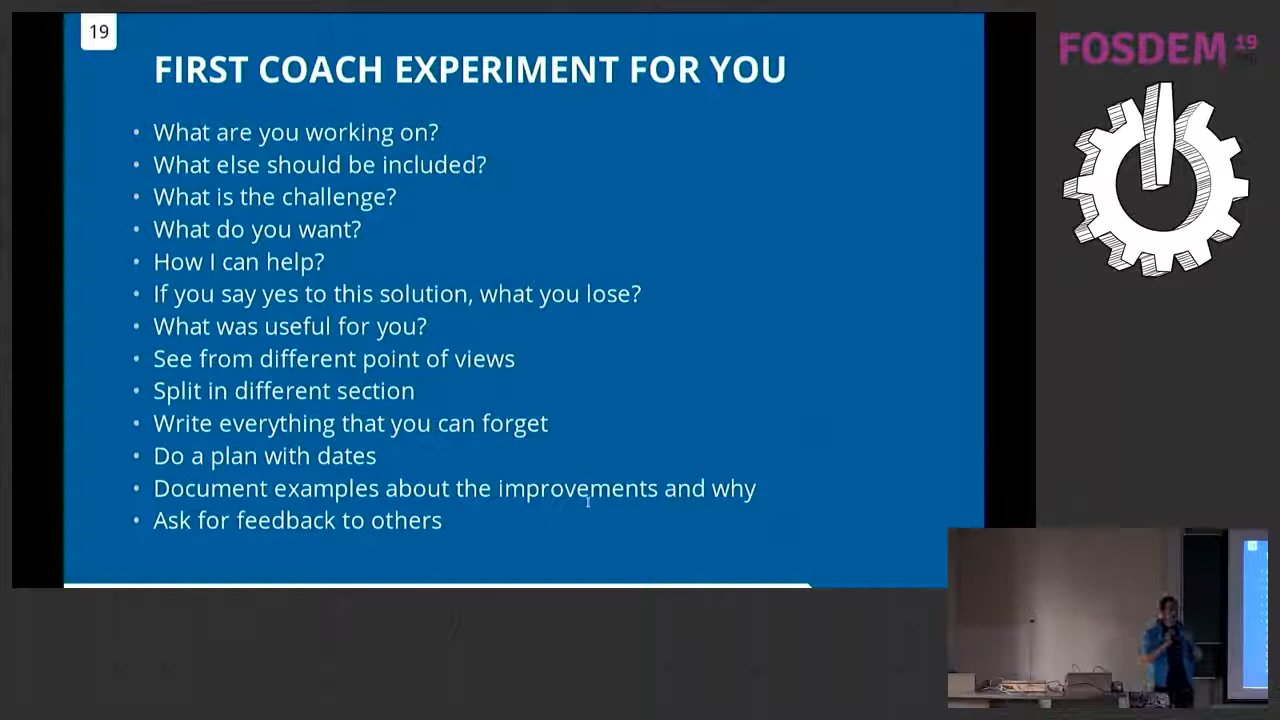 19
FIRST COACH EXPERIMENT FOR YOU
• What are you working on?
• What else should be included?
• What is the challenge?
• What do you want?
• How I can help?
• If you say yes to this solution, what you lose?
• What was useful for you?
• See from different point of views
• Split in different section
• Write everything that you can forget
• Do a plan with dates
• Document examples about the improvements and why
• Ask for feedback to others
FOSDEM 19